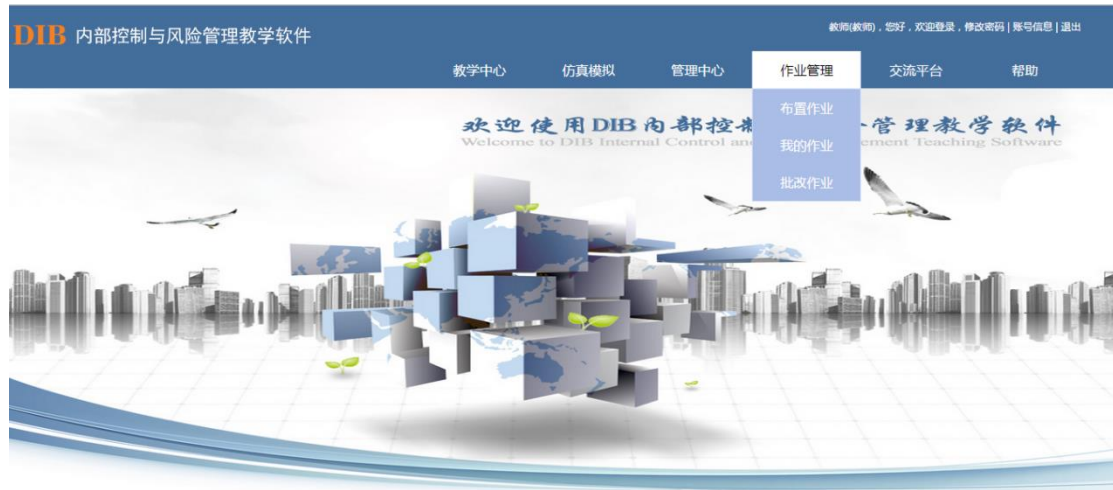 DIB 内部控制与风险管理教学软件
教师(教师)，您好，欢迎登录，修改密码 | 账号信息 | 退出
教学中心 仿真模拟 管理中心 作业管理 交流平台 帮助
布置作业
我的作业
批改作业
欢迎使用DIB内部控制 管理教学软件
Welcome to DIB Internal Control an ement Teaching Software